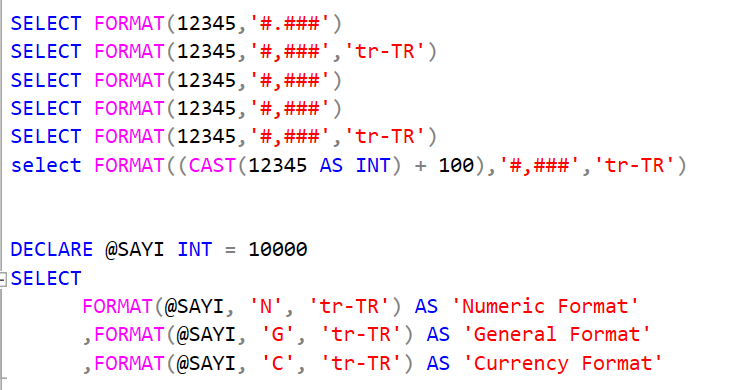 SELECT FORMAT(12345,'#.###')
SELECT FORMAT(12345,'#,###','tr-TR')
SELECT FORMAT(12345,'#,###')
SELECT FORMAT(12345,'#,###')
SELECT FORMAT(12345,'#,###','tr-TR')
select FORMAT((CAST(12345 AS INT) + 100),'#,###','tr-TR')
DECLARE @SAYI INT = 10000
SELECT
FORMAT(@SAYI, 'N', 'tr-TR') AS 'Numeric Format'
,FORMAT(@SAYI, 'G', 'tr-TR') AS 'General Format'
,FORMAT(@SAYI, 'C', 'tr-TR') AS 'Currency Format'